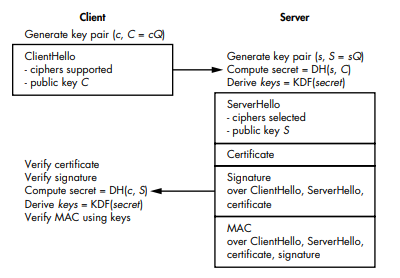 Client
Server
Generate key pair (c, C = cQ)
ClientHello
- ciphers supported
- public key C
Generate key pair (s, S = sQ)
Compute secret = DH(s, C)
Derive keys = KDF(secret)
ServerHello
- ciphers selected
- public key S
Certificate
Signature
over ClientHello, ServerHello,
certificate
MAC
over ClientHello, ServerHello,
certificate, signature
Verify certificate
Verify signature
Compute secret = DH(c, S)
Derive keys = KDF(secret)
Verify MAC using keys